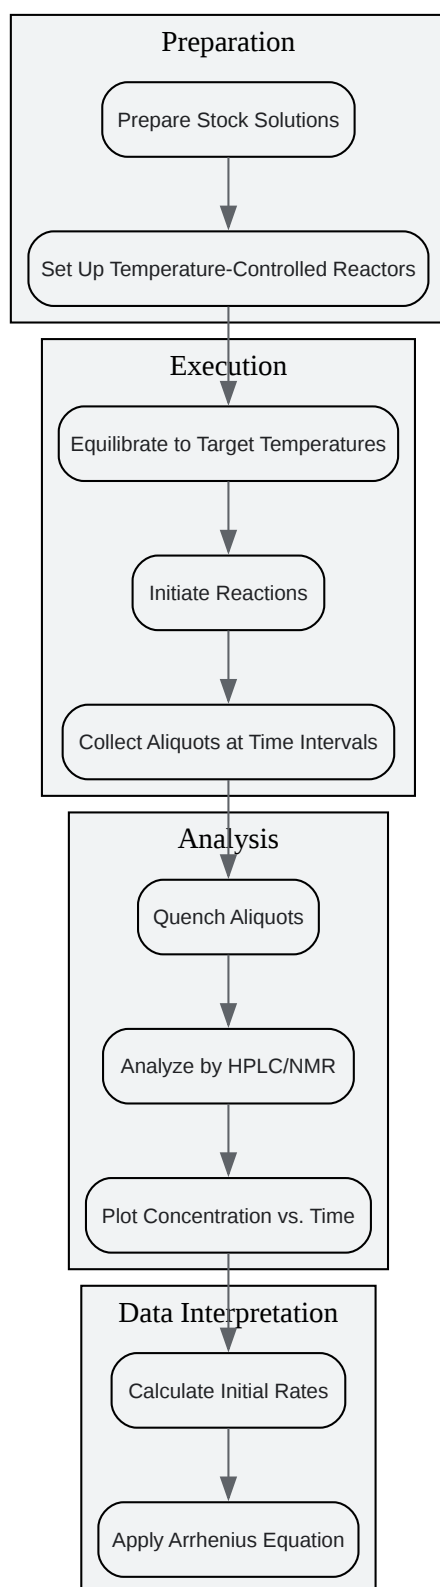 Preparation
Prepare Stock Solutions
Set Up Temperature-Controlled Reactors
Execution
Equilibrate to Target Temperatures
Initiate Reactions
Collect Aliquots at Time Intervals
Analysis
Quench Aliquots
Analyze by HPLC/NMR
Plot Concentration vs. Time
Data Interpretation
Calculate Initial Rates
Apply Arrhenius Equation